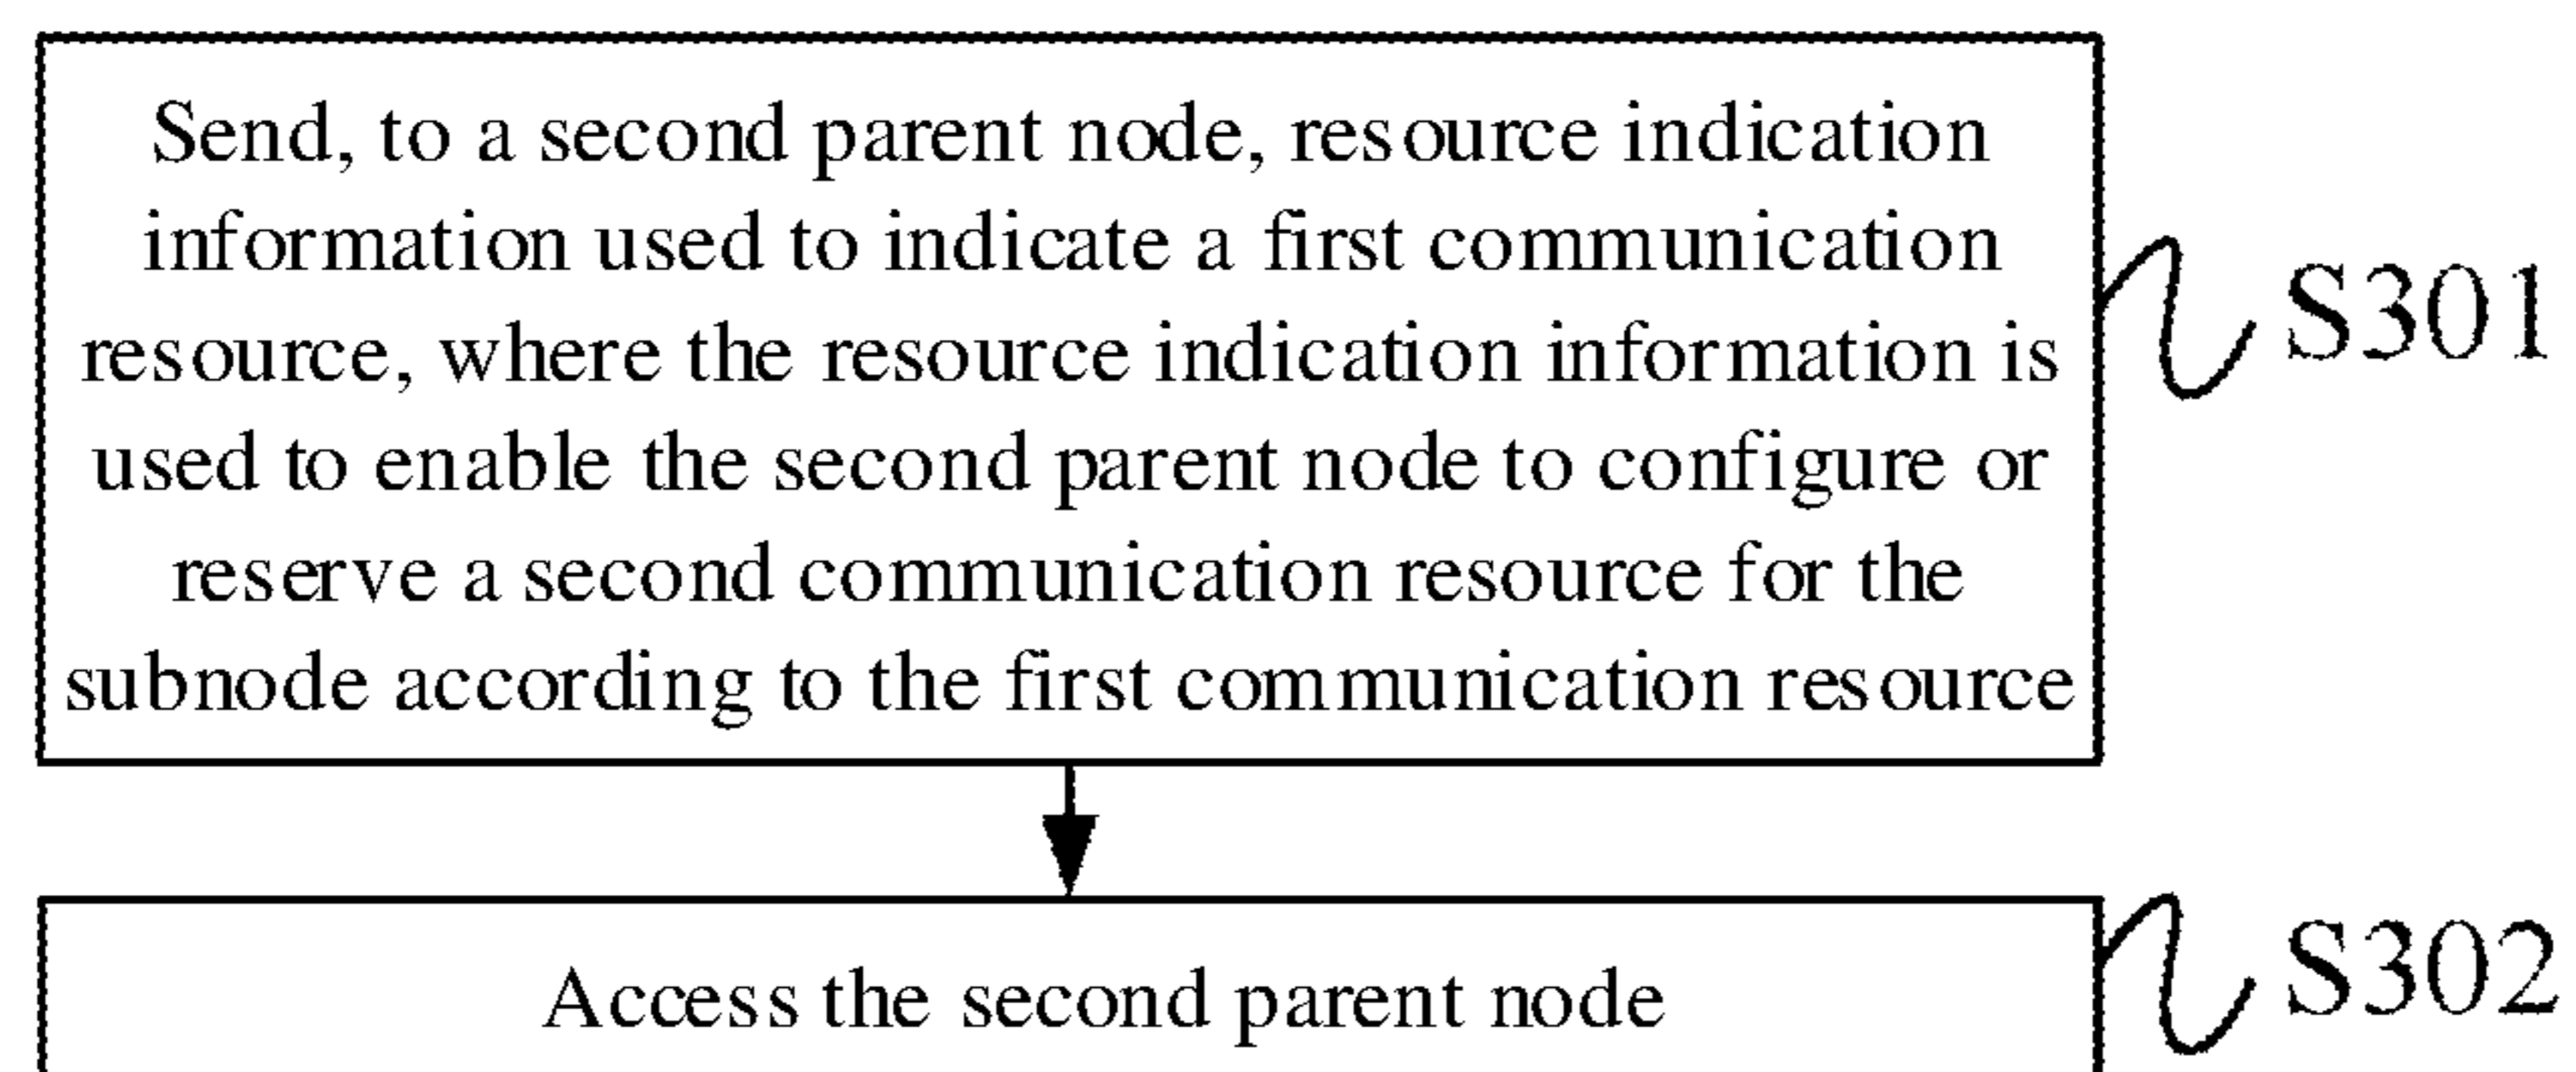 Send, to a second parent node, resource indication
information used to indicate a first communication
resource, where the resource indication information is
used to enable the second parent node to configure or
reserve a second communication resource for the
subnode according to the first communication resource
S301
Access the second parent node
S302